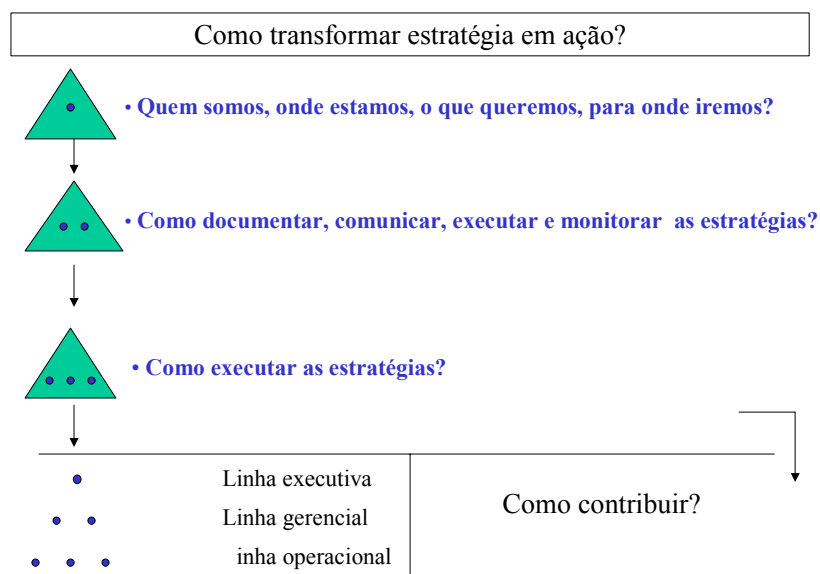 Como transformar estratégia em ação?
• Quem somos, onde estamos, o que queremos, para onde iremos?
• Como documentar, comunicar, executar e monitorar as estratégias?
• Como executar as estratégias?
Linha executiva
Linha gerencial
inha operacional
Como contribuir?